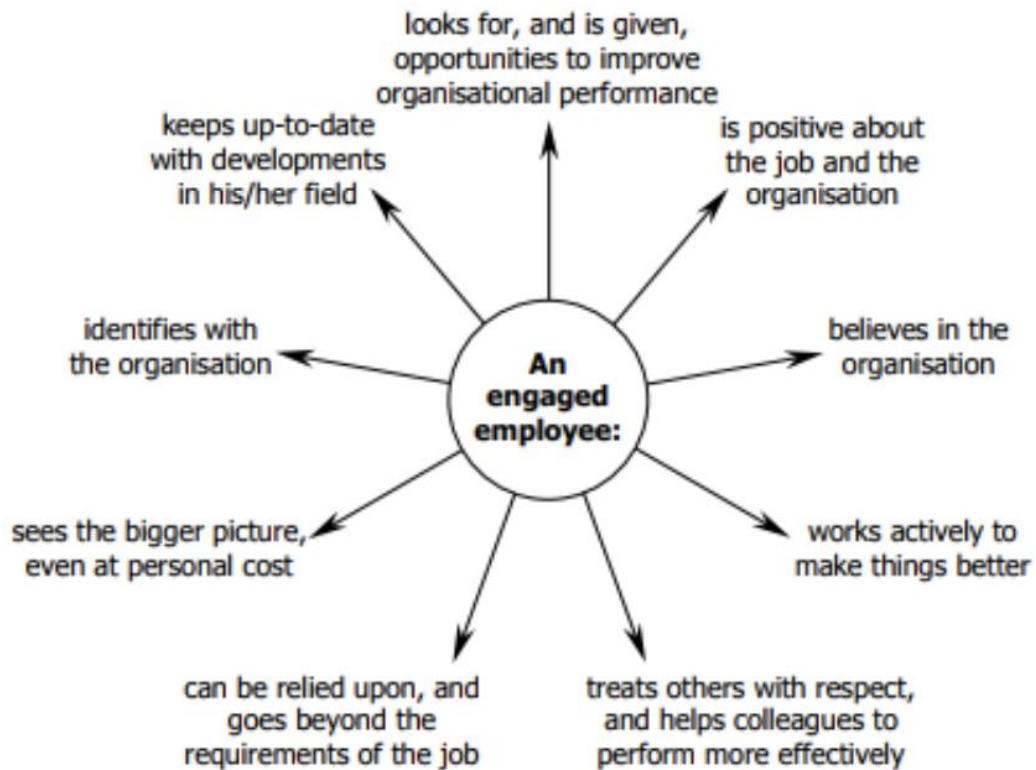 looks for, and is given,
opportunities to improve
organisational performance
is positive about
the job and the
organisation
believes in the
organisation
works actively to
make things better
treats others with respect,
and helps colleagues to
perform more effectively
can be relied upon, and
goes beyond the
requirements of the job
sees the bigger picture,
even at personal cost
identifies with
the organisation
keeps up-to-date
with developments
in his/her field
An
engaged
employee: